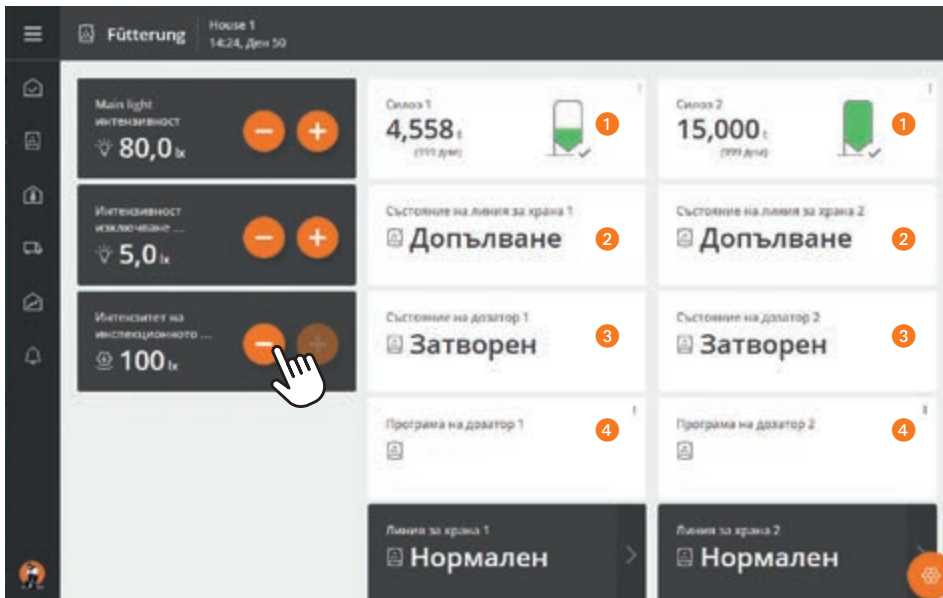 Fütterung
House 1
14:24, Ден 50
Main light
интензивност
80,0 lx
Интензивност
изключване ...
5,0 lx
Интензитет на
инспекционното ...
100 lx
Силоз 1
4,558 t
(999 дни)
1
Силоз 2
15,000 t
(999 дни)
1
Състояние на линия за храна 1
Допълване
2
Състояние на линия за храна 2
Допълване
2
Състояние на дозатор 1
Затворен
3
Състояние на дозатор 2
Затворен
3
Програма на дозатор 1
4
Програма на дозатор 2
4
Линия за храна 1
Нормален
Линия за храна 2
Нормален